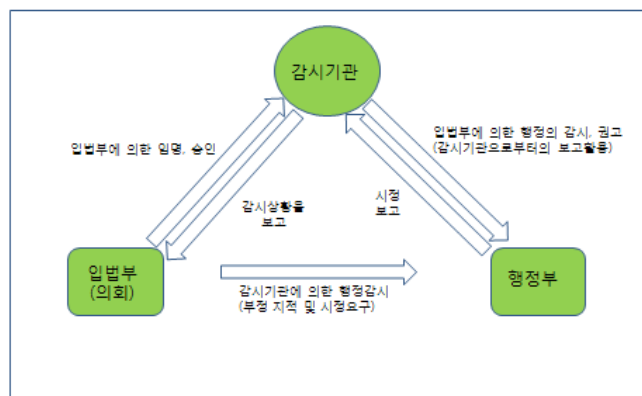 감시기관
입법부에 의한 임명, 승인
입법부에 의한 행정의 감시, 권고
(감시기관으로부터의 보고활용)
감시상황을
보고
시정
보고
입법부
(의회)
행정부
감시기관에 의한 행정감시
(부정 지적 및 시정요구)